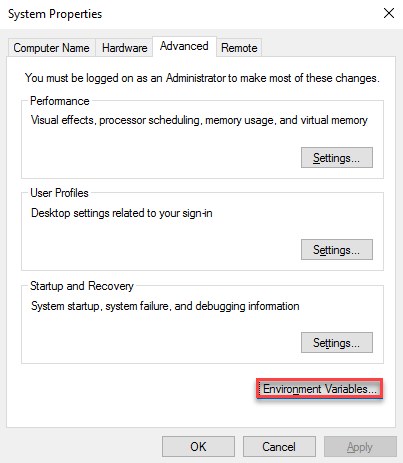 System Properties
Computer Name Hardware Advanced Remote
You must be logged on as an Administrator to make most of these changes.
Performance
Visual effects, processor scheduling, memory usage, and virtual memory
Settings...
User Profiles
Desktop settings related to your sign-in
Settings...
Startup and Recovery
System startup, system failure, and debugging information
Settings...
Environment Variables...
OK Cancel Apply